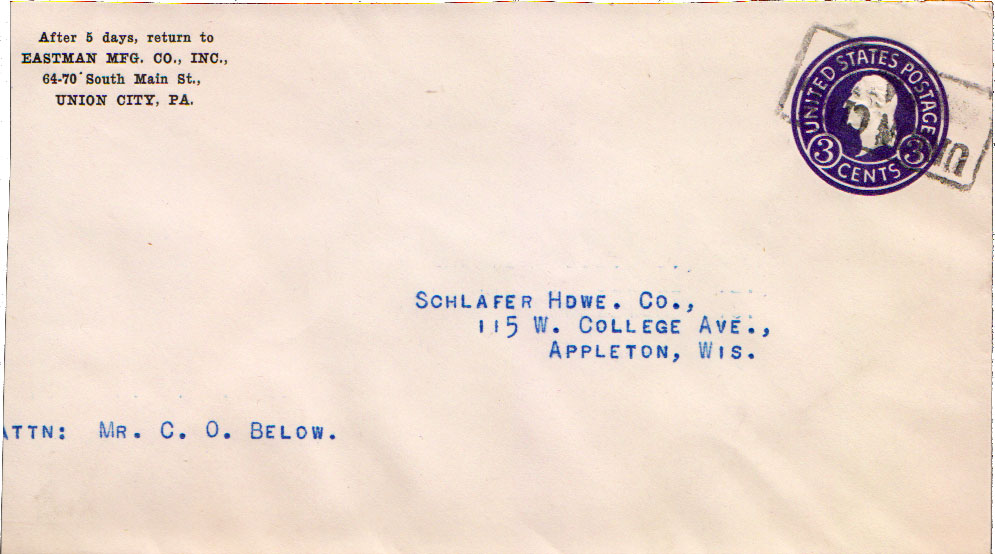 After 5 days, return to
EASTMAN MFG. CO., INC.,
64-70 South Main St.,
UNION CITY, PA.
UNITED STATES POSTAGE
3 CENTS 3
SCHLAFER HDWE. CO.,
115 W. COLLEGE AVE.,
APPLETON, WIS.
ATTN: MR. C. O. BELOW.